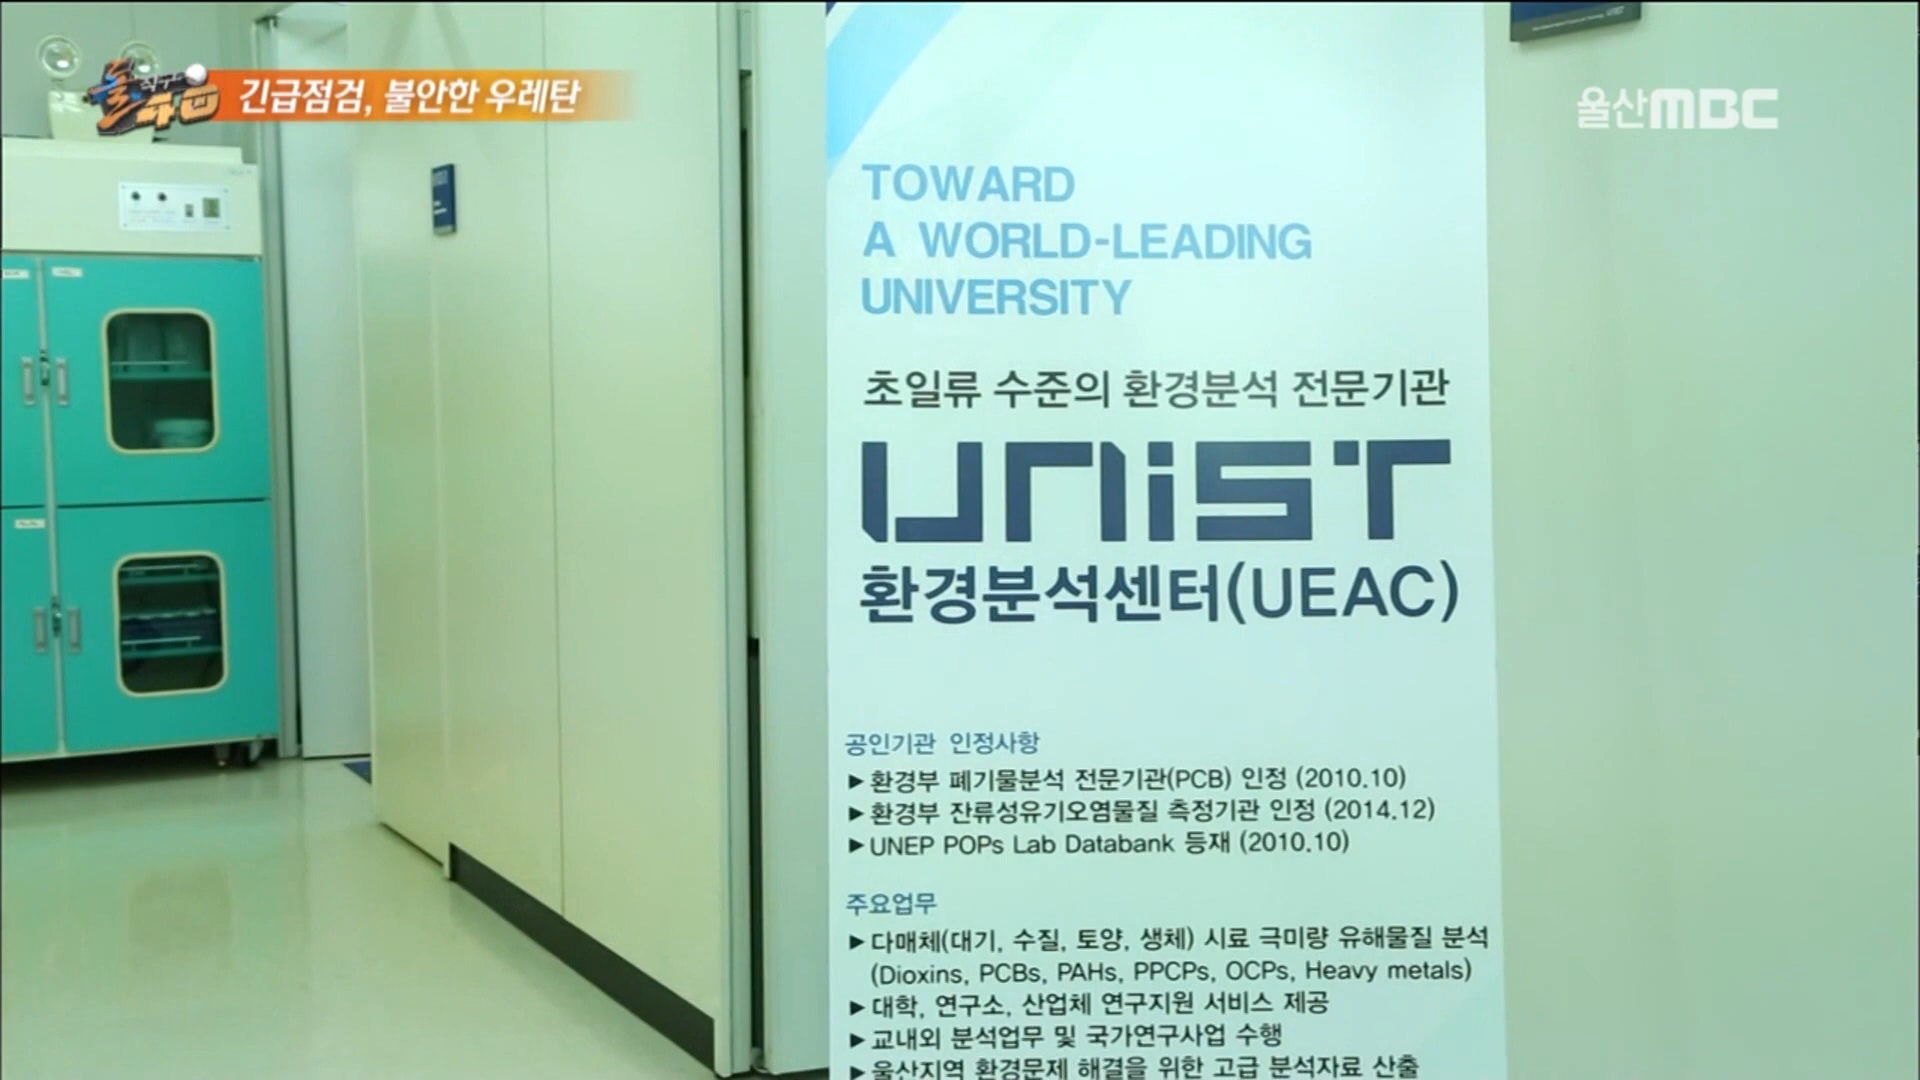 돌직구
긴급점검, 불안한 우레탄
울산MBC
TOWARD
A WORLD-LEADING
UNIVERSITY
초일류 수준의 환경분석 전문기관
UNIST
환경분석센터(UEAC)
공인기관 인정사항
▶환경부 폐기물분석 전문기관(PCB) 인정 (2010.10)
▶환경부 잔류성유기오염물질 측정기관 인정 (2014.12)
▶UNEP POPs Lab Databank 등재 (2010.10)
주요업무
▶다매체(대기, 수질, 토양, 생체) 시료 극미량 유해물질 분석
(Dioxins, PCBs, PAHs, PPCPs, OCPs, Heavy metals)
▶대학, 연구소, 산업체 연구지원 서비스 제공
▶교내외 분석업무 및 국가연구사업 수행
▶울산지역 환경문제 해결을 위한 고급 분석자료 산출